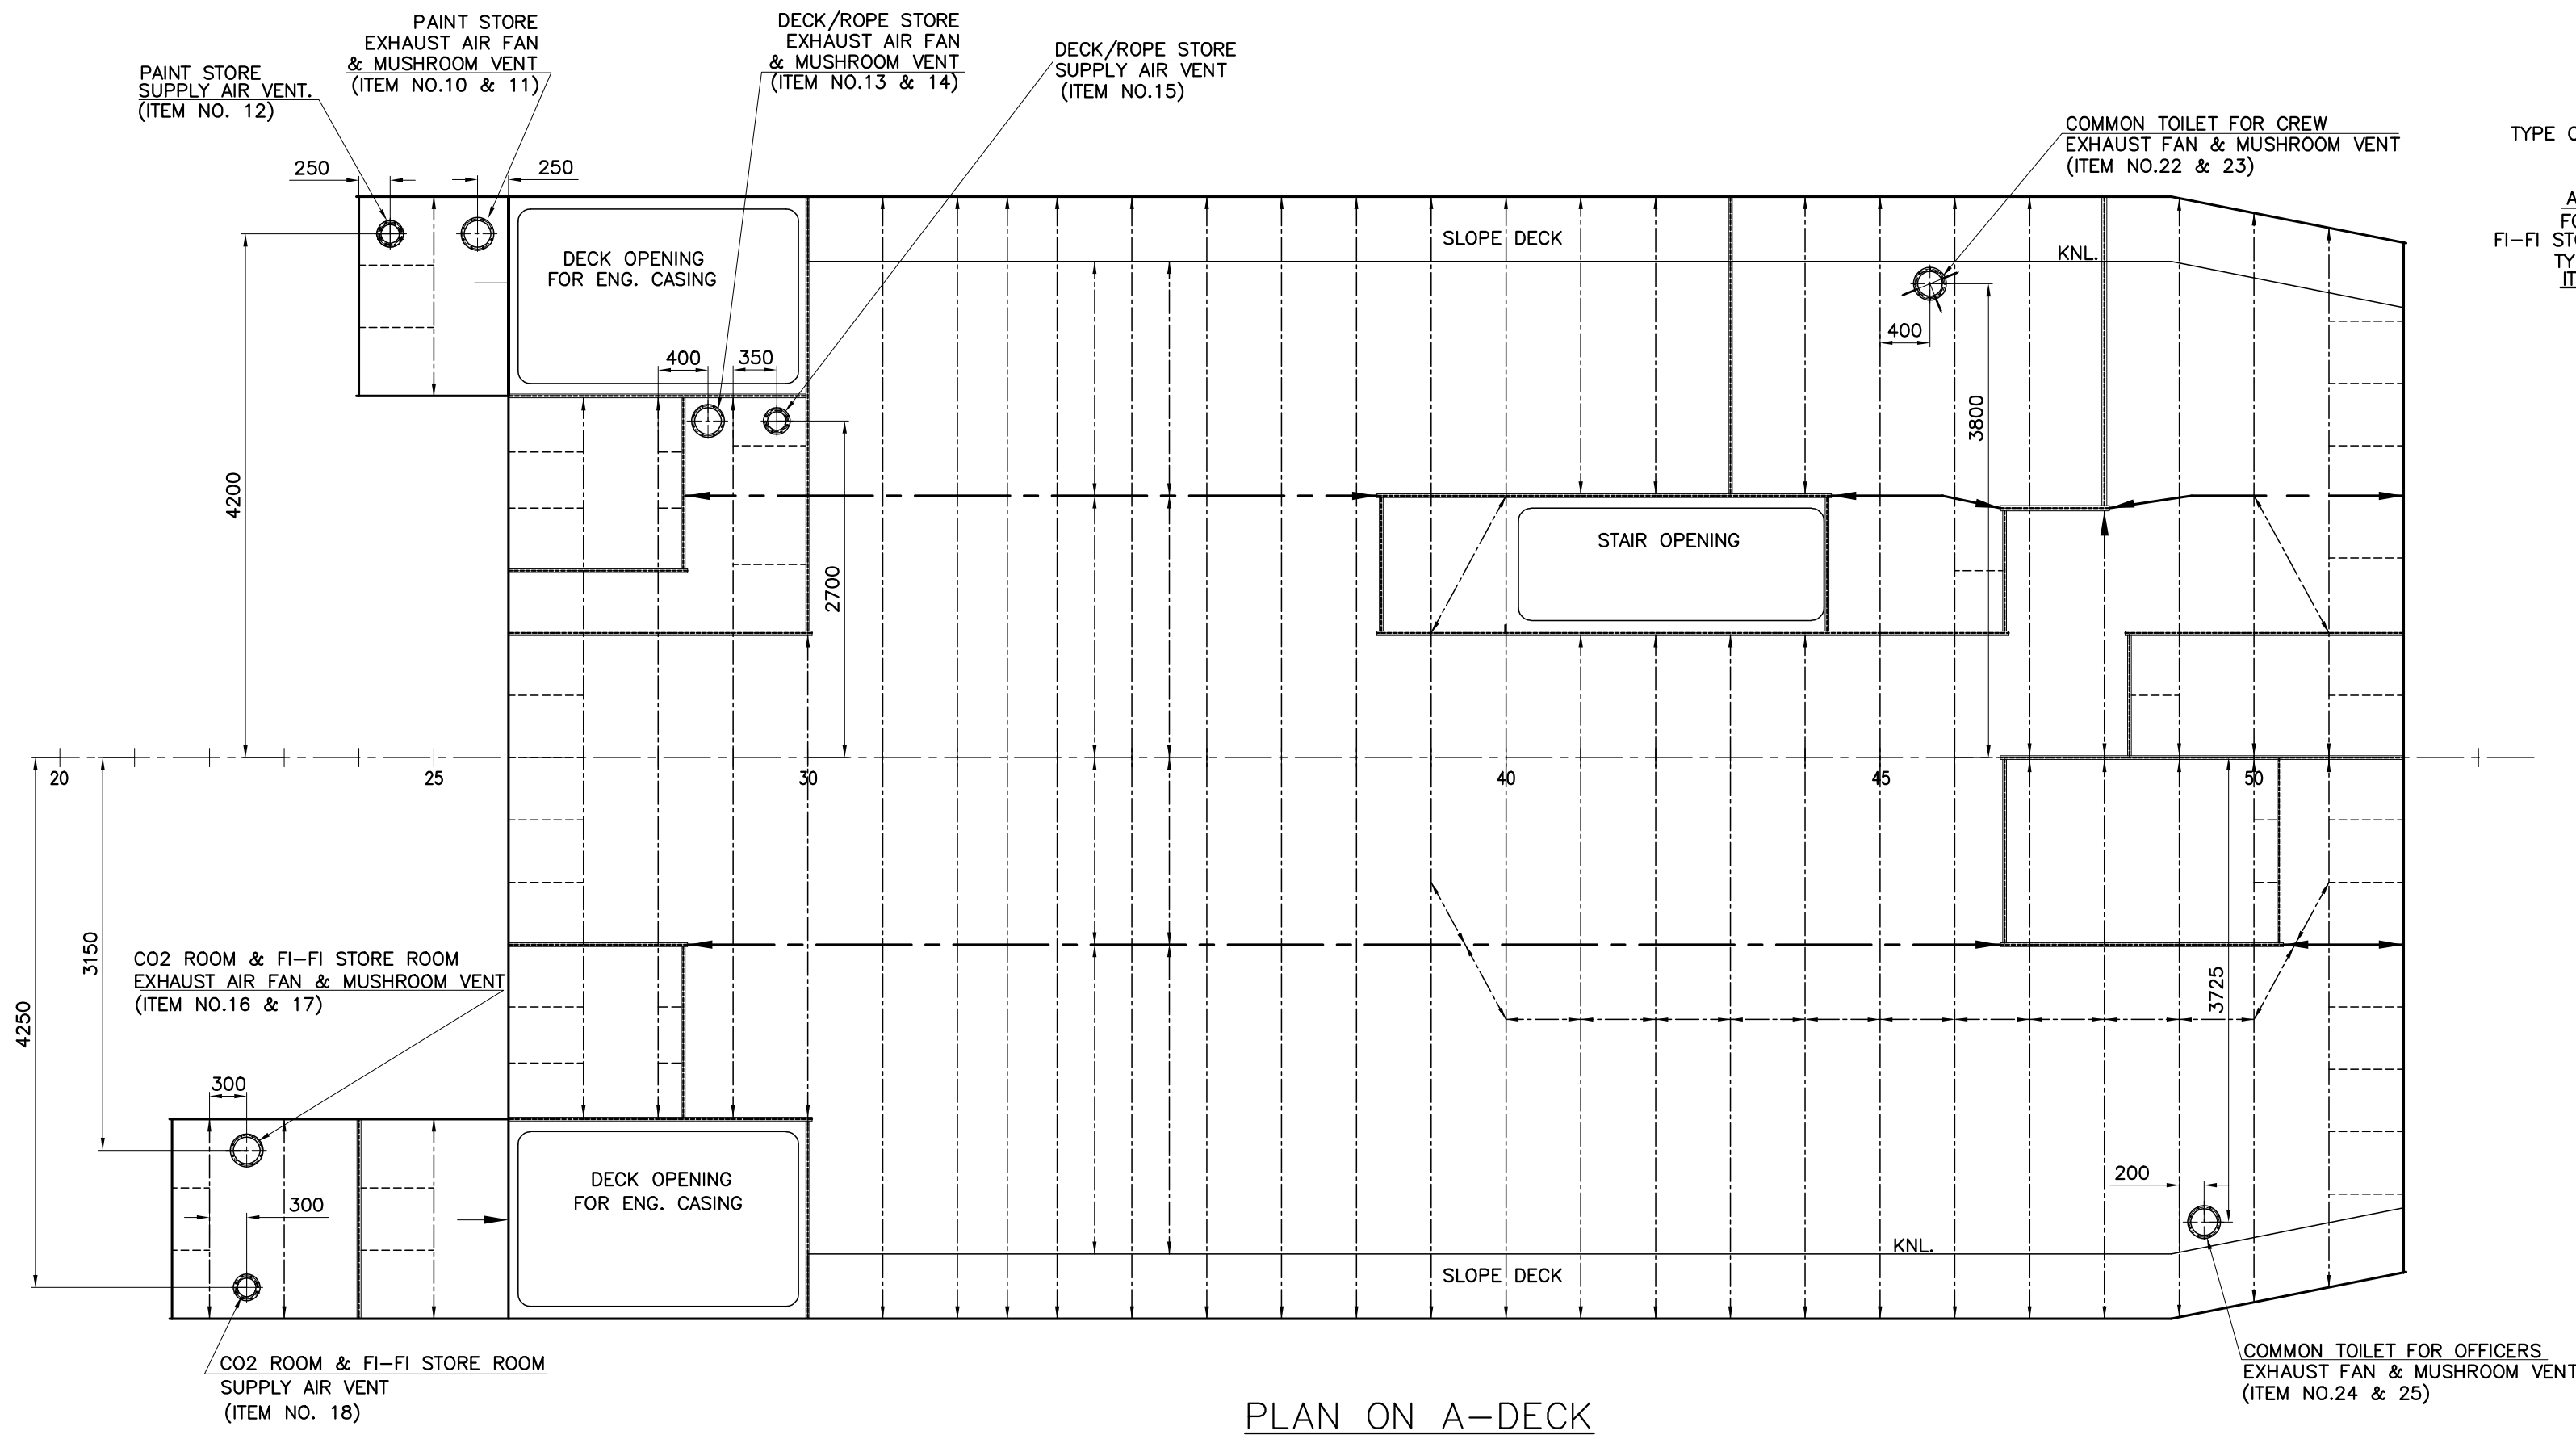 PAINT STORE
EXHAUST AIR FAN
& MUSHROOM VENT
(ITEM NO.10 & 11)
DECK/ROPE STORE
EXHAUST AIR FAN
& MUSHROOM VENT
(ITEM NO.13 & 14)
DECK/ROPE STORE
SUPPLY AIR VENT
(ITEM NO.15)
PAINT STORE
SUPPLY AIR VENT.
(ITEM NO. 12)
COMMON TOILET FOR CREW
EXHAUST FAN & MUSHROOM VENT
(ITEM NO.22 & 23)
TYPE
FI-FI
250
250
DECK OPENING
FOR ENG. CASING
SLOPE DECK
KNL.
400
350
400
3800
4200
2700
STAIR OPENING
20
25
30
40
45
50
3150
4250
3725
CO2 ROOM & FI-FI STORE ROOM
EXHAUST AIR FAN & MUSHROOM VENT
(ITEM NO.16 & 17)
300
300
DECK OPENING
FOR ENG. CASING
200
KNL.
SLOPE DECK
CO2 ROOM & FI-FI STORE ROOM
SUPPLY AIR VENT
(ITEM NO. 18)
COMMON TOILET FOR OFFICERS
EXHAUST FAN & MUSHROOM VENT
(ITEM NO.24 & 25)
PLAN ON A-DECK